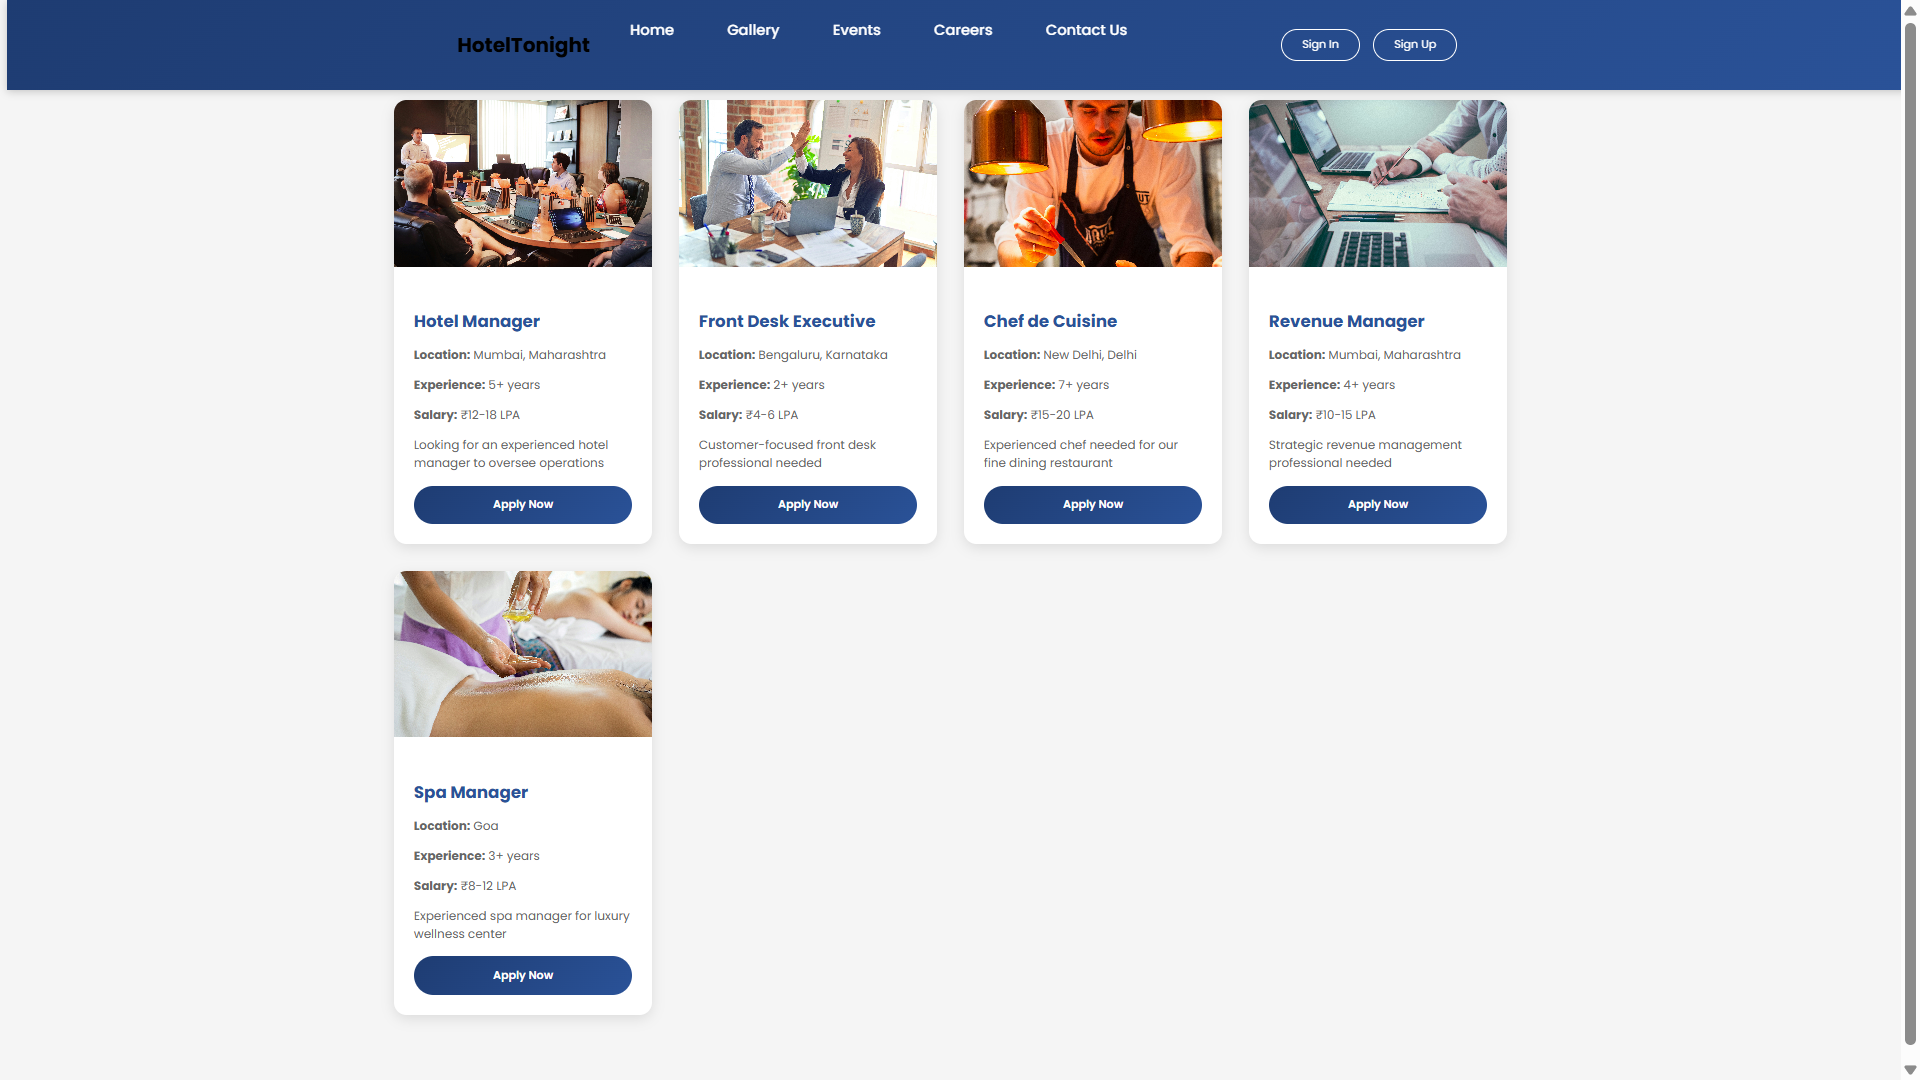 HotelTonight
Home
Gallery
Events
Careers
Contact Us
Sign In
Sign Up
Hotel Manager
Location: Mumbai, Maharashtra
Experience: 5+ years
Salary: ₹12-18 LPA
Looking for an experienced hotel
manager to oversee operations
Apply Now
Front Desk Executive
Location: Bengaluru, Karnataka
Experience: 2+ years
Salary: ₹4-6 LPA
Customer-focused front desk
professional needed
Apply Now
Chef de Cuisine
Location: New Delhi, Delhi
Experience: 7+ years
Salary: ₹15-20 LPA
Experienced chef needed for our
fine dining restaurant
Apply Now
Revenue Manager
Location: Mumbai, Maharashtra
Experience: 4+ years
Salary: ₹10-15 LPA
Strategic revenue management
professional needed
Apply Now
Spa Manager
Location: Goa
Experience: 3+ years
Salary: ₹8-12 LPA
Experienced spa manager for luxury
wellness center
Apply Now